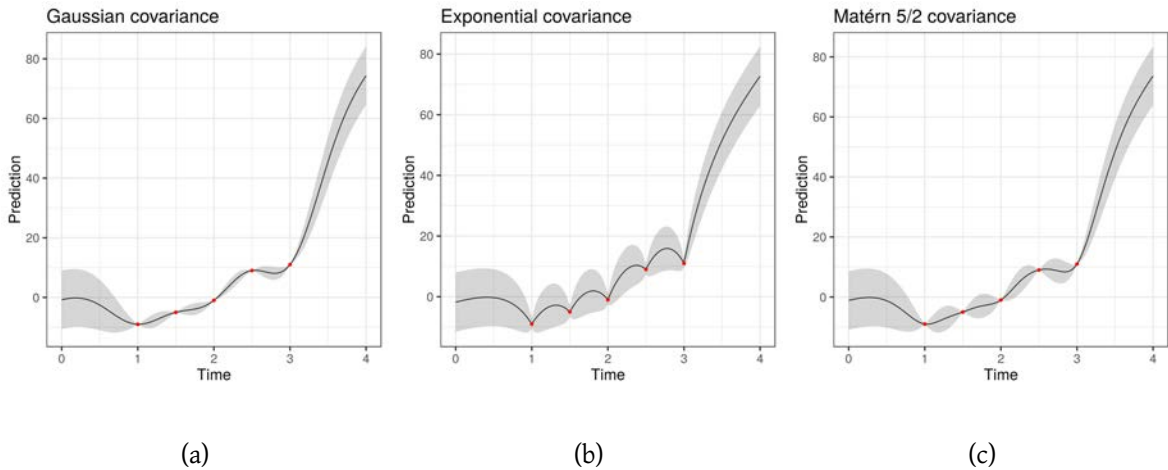 Gaussian covariance
Prediction
80
60
40
20
0
0 1 2 3 4
Time
(a)
Exponential covariance
Prediction
80
60
40
20
0
0 1 2 3 4
Time
(b)
Matérn 5/2 covariance
Prediction
80
60
40
20
0
0 1 2 3 4
Time
(c)